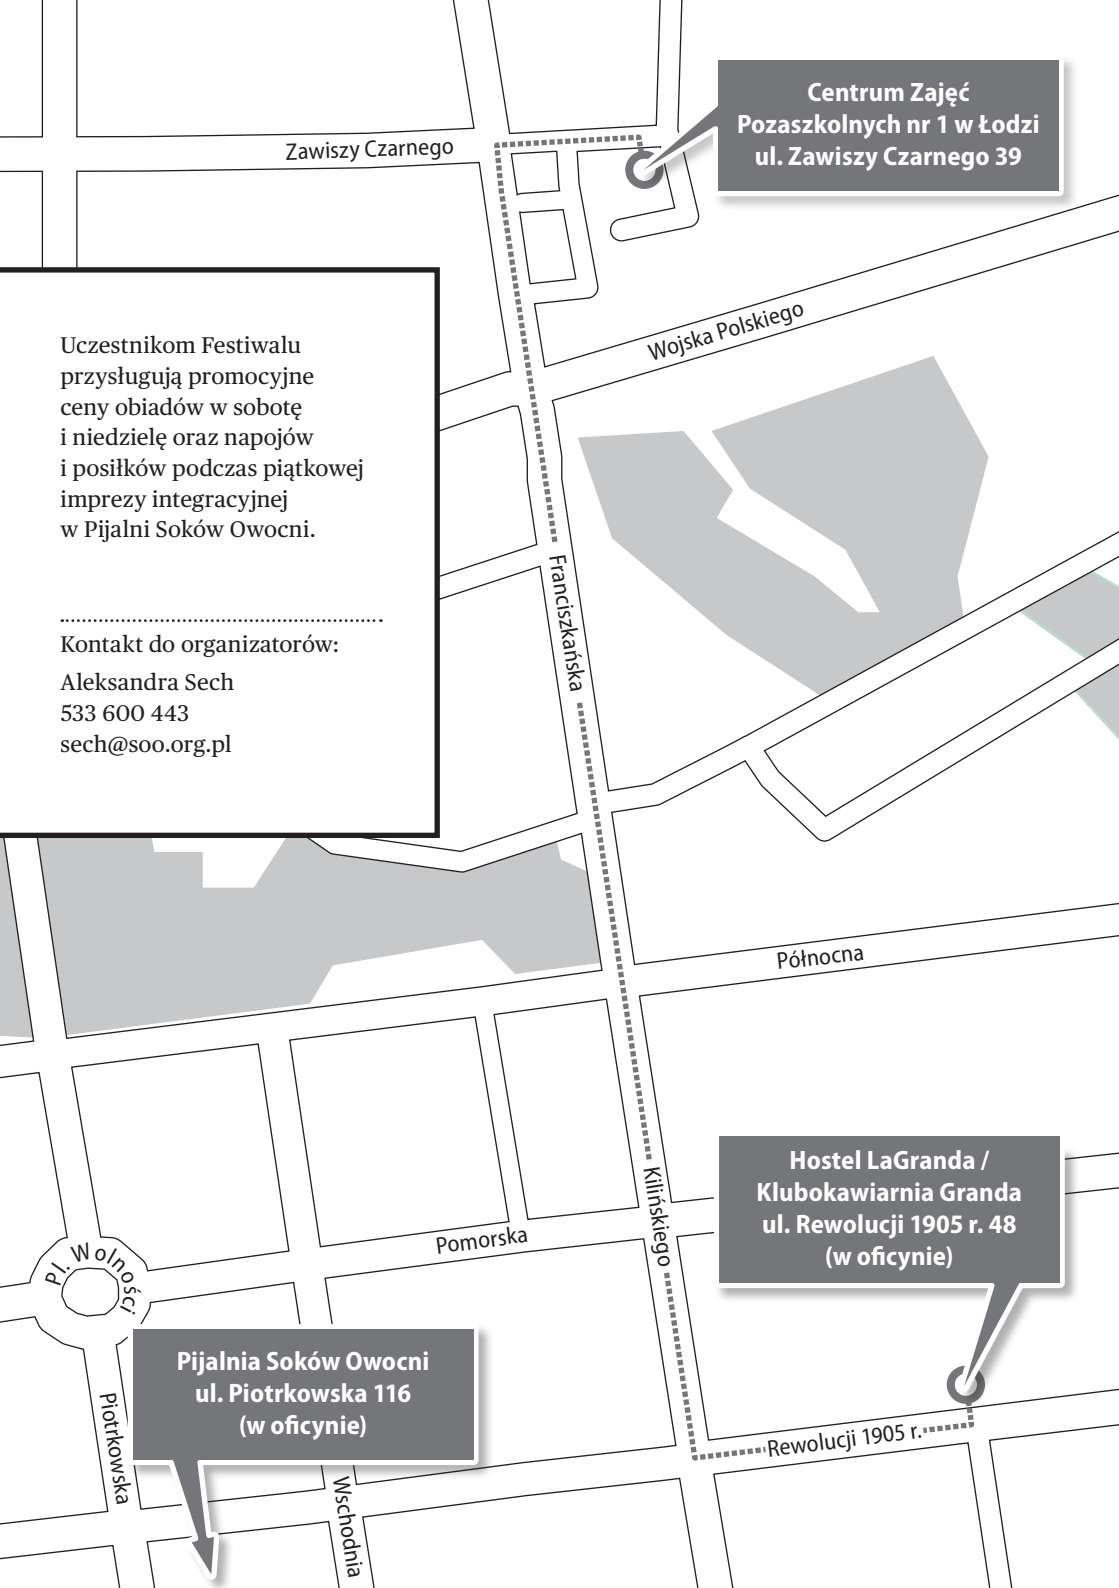 Centrum Zajęć
Pozaszkolnych nr 1 w Łodzi
ul. Zawiszy Czarnego 39
Zawiszy Czarnego
Wojska Polskiego
Uczestnikom Festiwalu
przysługują promocyjne
ceny obiadów w sobotę
i niedzielę oraz napojów
i posiłków podczas piątkowej
imprezy integracyjnej
w Pijalni Soków Owocni.
Kontakt do organizatorów:
Aleksandra Sech
533 600 443
sech@soo.org.pl
Franciszkańska
Północna
Hostel LaGranda /
Klubokawiarnia Granda
ul. Rewolucji 1905 r. 48
(w oficynie)
Kilińskiego
Pomorska
Pl. Wolności
Pijalnia Soków Owocni
ul. Piotrkowska 116
(w oficynie)
Piotrkowska
Rewolucji 1905 r.
Wschodnia